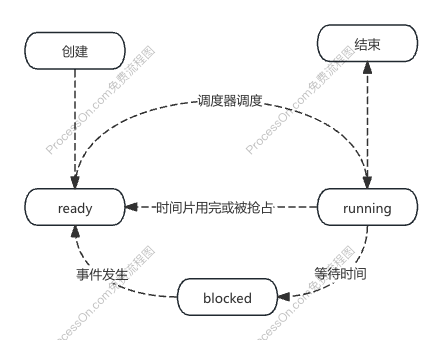 创建
结束
调度器调度
ready
时间片用完或被抢占
running
事件发生
等待时间
blocked
ProcessOn.com免费流程图
ProcessOn.com免费流程图
ProcessOn.com免费流程图
ProcessOn.com免费流程图